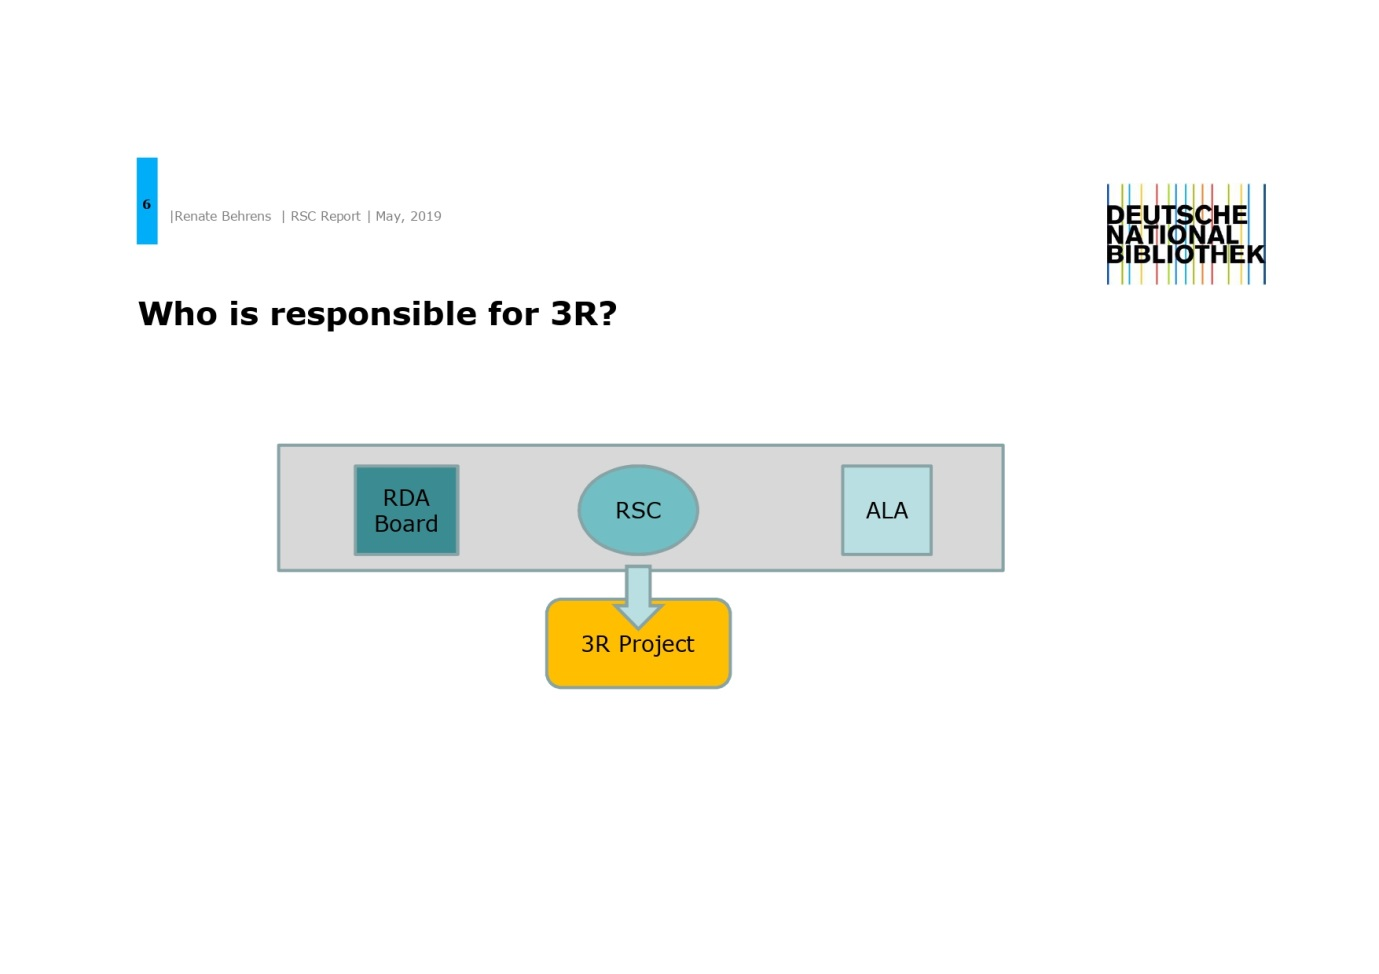 6
|Renate Behrens | RSC Report | May, 2019
DEUTSCHE
NATIONAL
BIBLIOTHEK
Who is responsible for 3R?
RDA
Board
RSC
ALA
3R Project